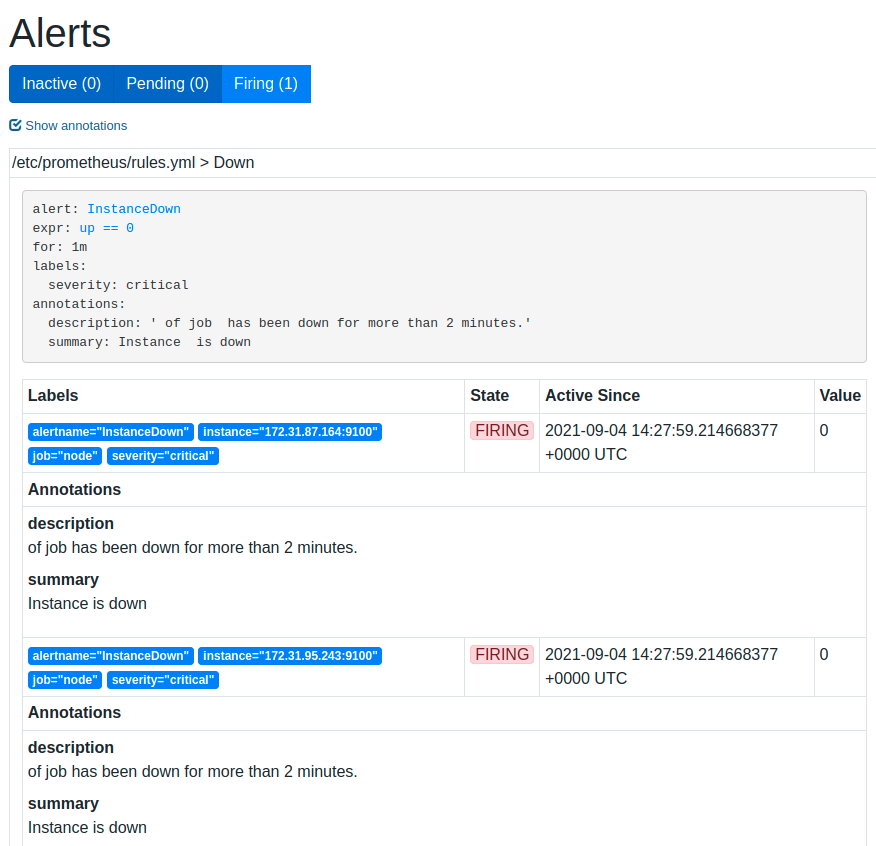 Alerts
Inactive (0) Pending (0) Firing (1)
Show annotations
/etc/prometheus/rules.yml > Down
alert: InstanceDown
expr: up == 0
for: 1m
labels:
  severity: critical
annotations:
  description: ' of job  has been down for more than 2 minutes.'
  summary: Instance  is down
Labels State Active Since Value
alertname="InstanceDown" instance="172.31.87.164:9100" FIRING 2021-09-04 14:27:59.214668377 0
job="node" severity="critical" +0000 UTC
Annotations
description
of job has been down for more than 2 minutes.
summary
Instance is down
alertname="InstanceDown" instance="172.31.95.243:9100" FIRING 2021-09-04 14:27:59.214668377 0
job="node" severity="critical" +0000 UTC
Annotations
description
of job has been down for more than 2 minutes.
summary
Instance is down